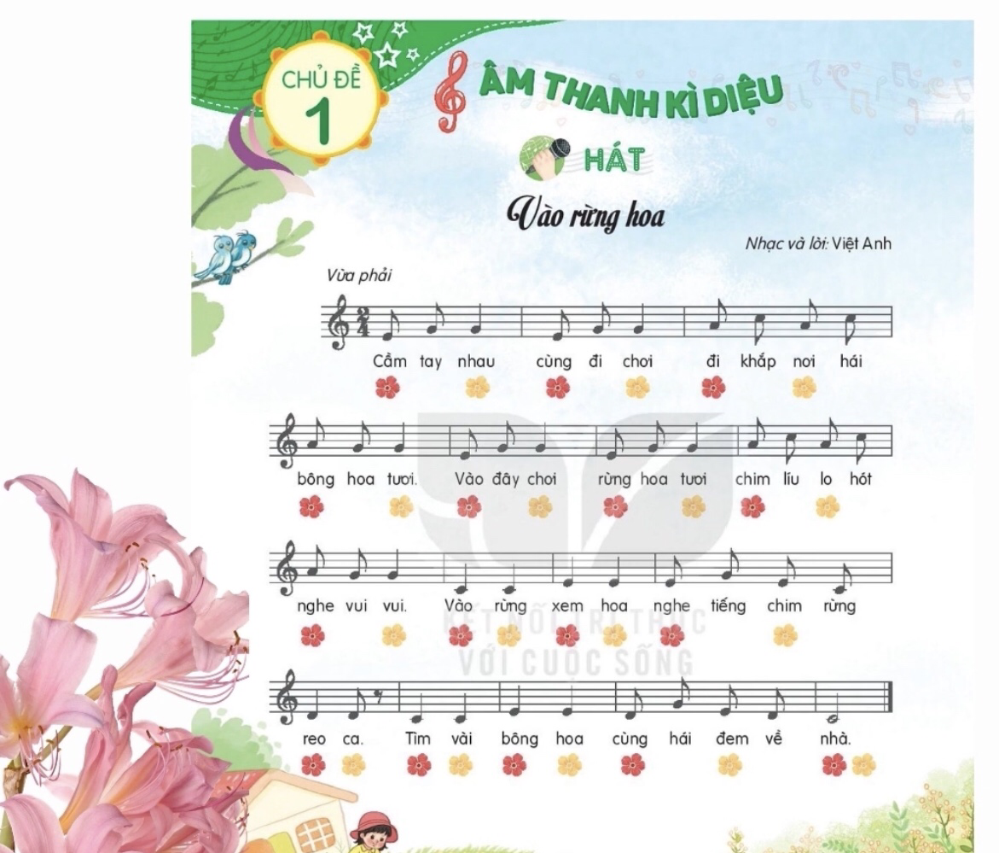 CHỦ ĐỀ
1
ÂM THANH KÌ DIỆU
HÁT
Vào rừng hoa
Nhạc và lời: Việt Anh
Vừa phải
2
4
Cầm tay nhau cùng đi chơi đi khắp nơi hái
bông hoa tươi. Vào đây chơi rừng hoa tươi chim líu lo hót
nghe vui vui. Vào rừng xem hoa nghe tiếng chim rừng
KẾT NỐI TRI THỨC
VỚI CUỘC SỐNG
reo ca. Tìm vài bông hoa cùng hái đem về nhà.